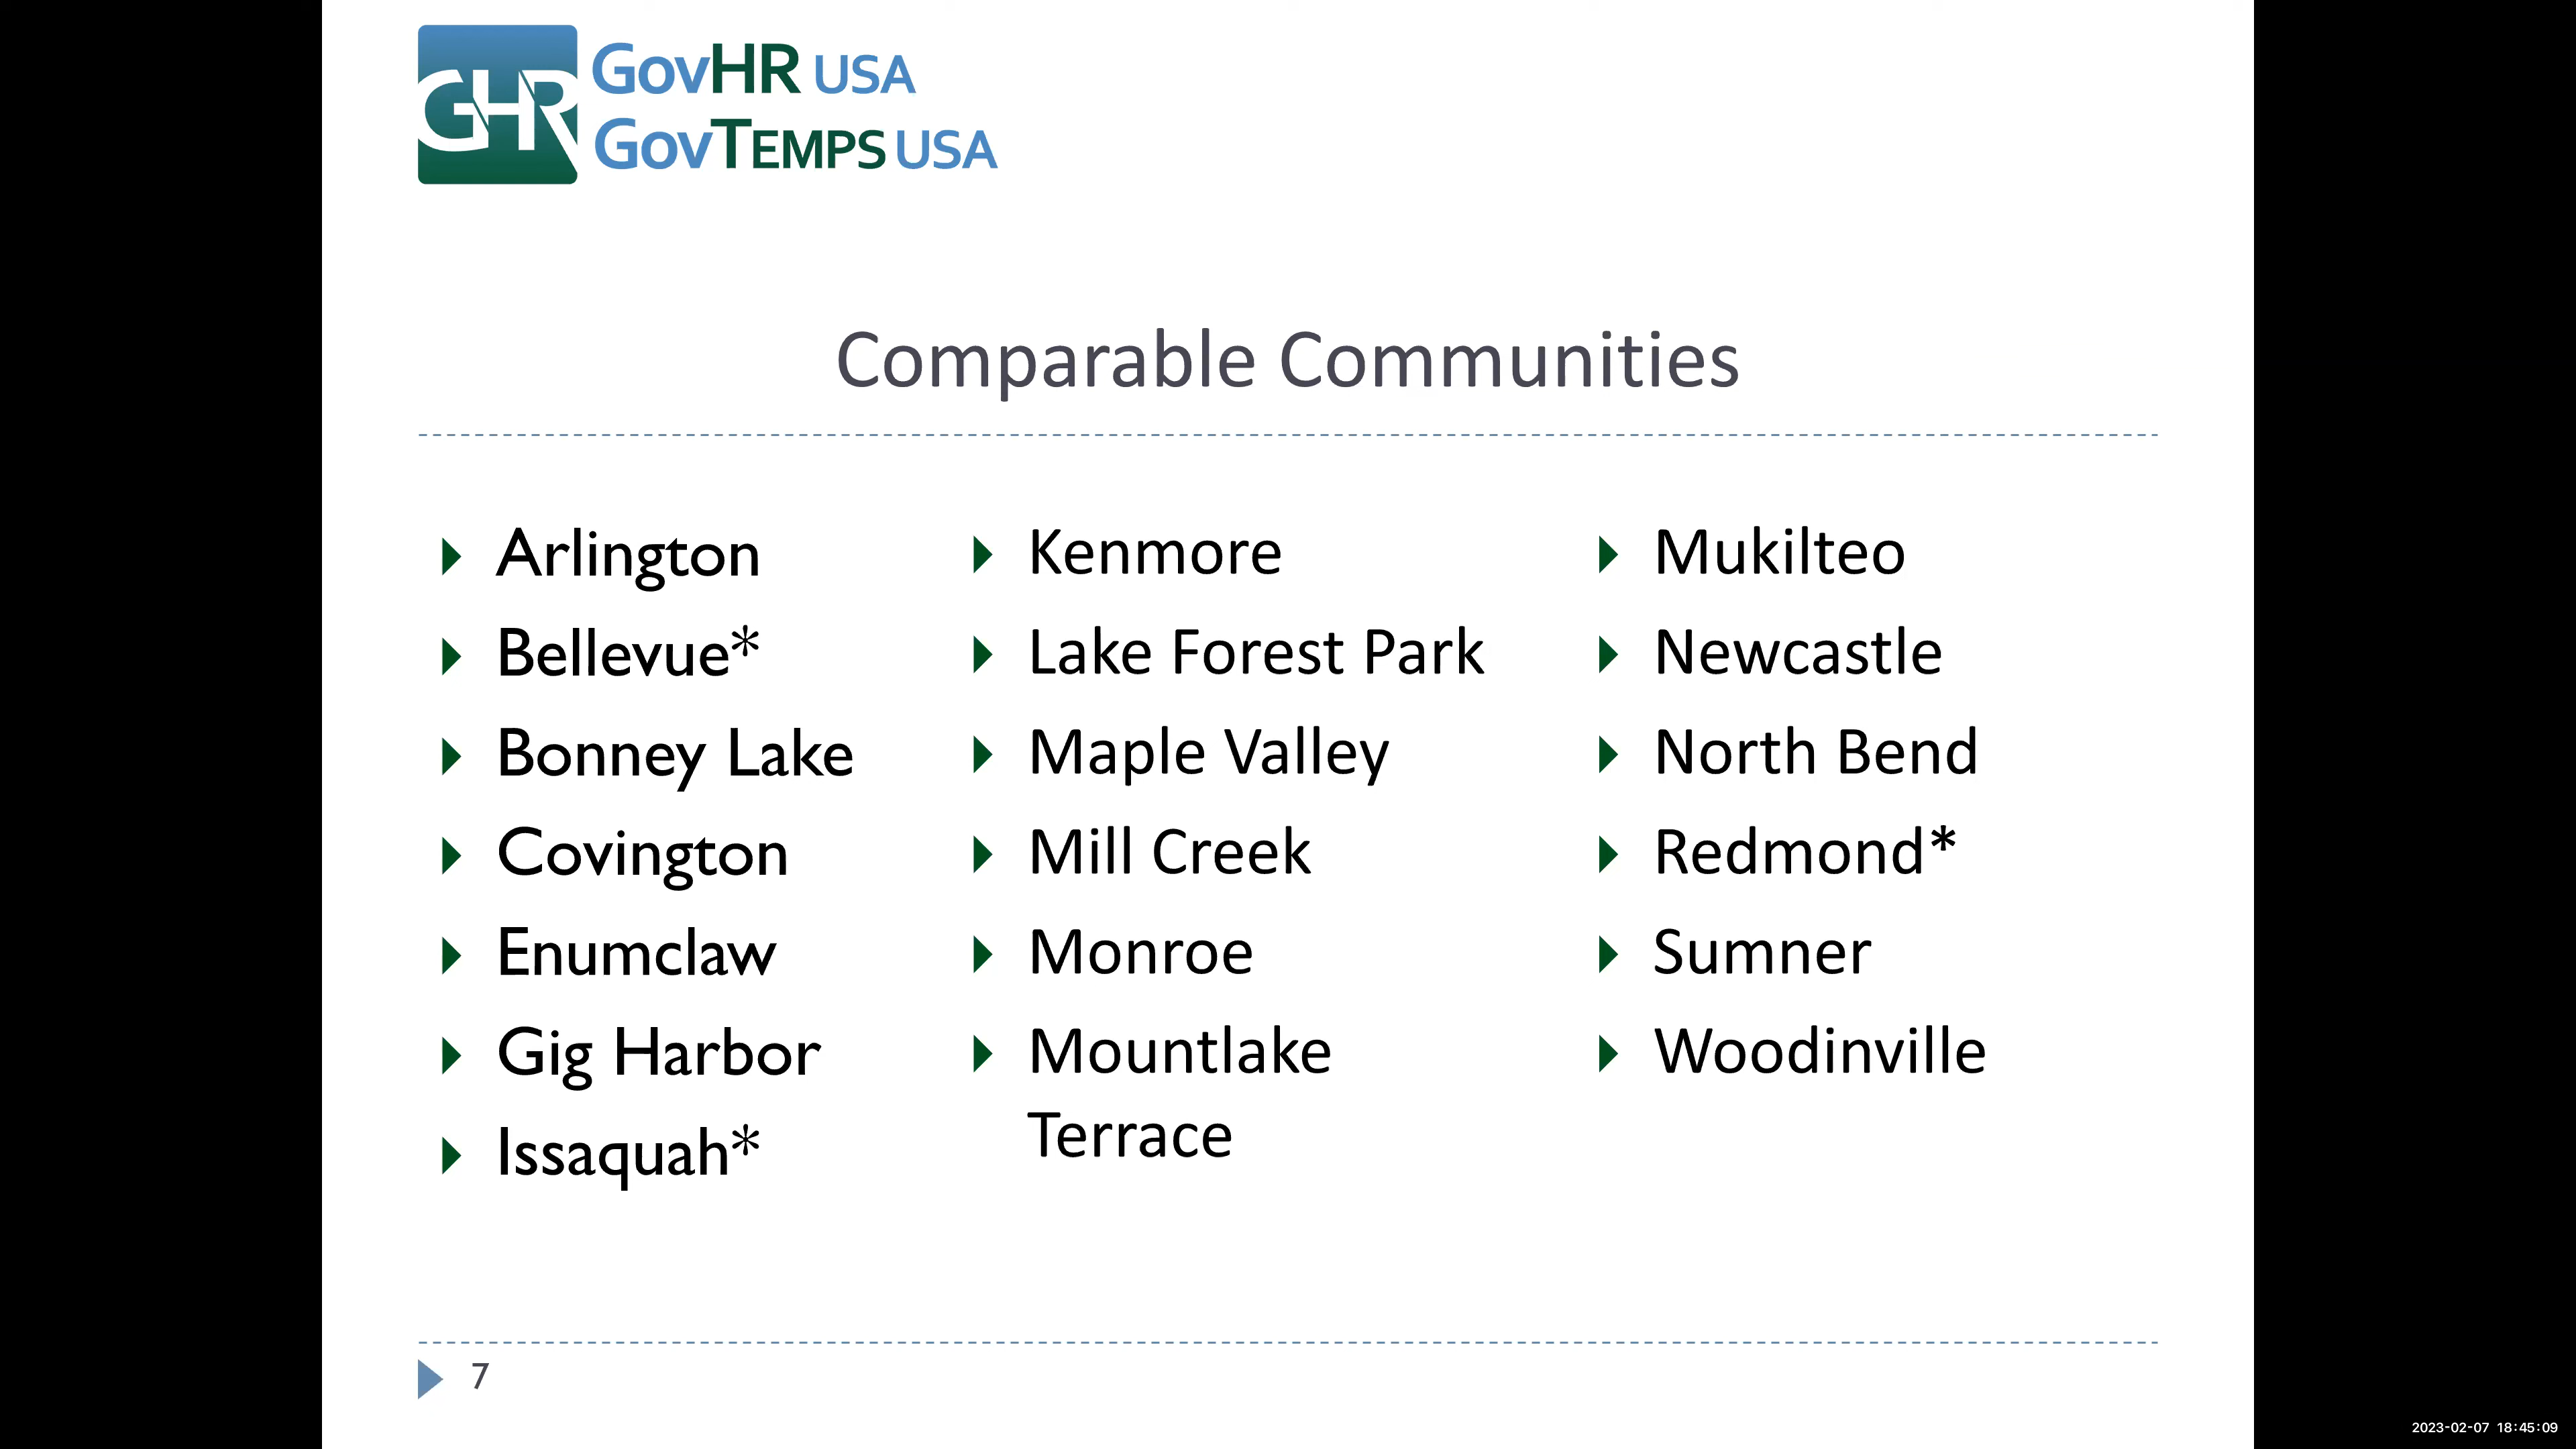 GHR
GovHR USA
GovTEMPS USA
Comparable Communities
Arlington
Bellevue*
Bonney Lake
Covington
Enumclaw
Gig Harbor
Issaquah*
Kenmore
Lake Forest Park
Maple Valley
Mill Creek
Monroe
Mountlake
Terrace
Mukilteo
Newcastle
North Bend
Redmond*
Sumner
Woodinville
7
2023-02-07 18:45:09